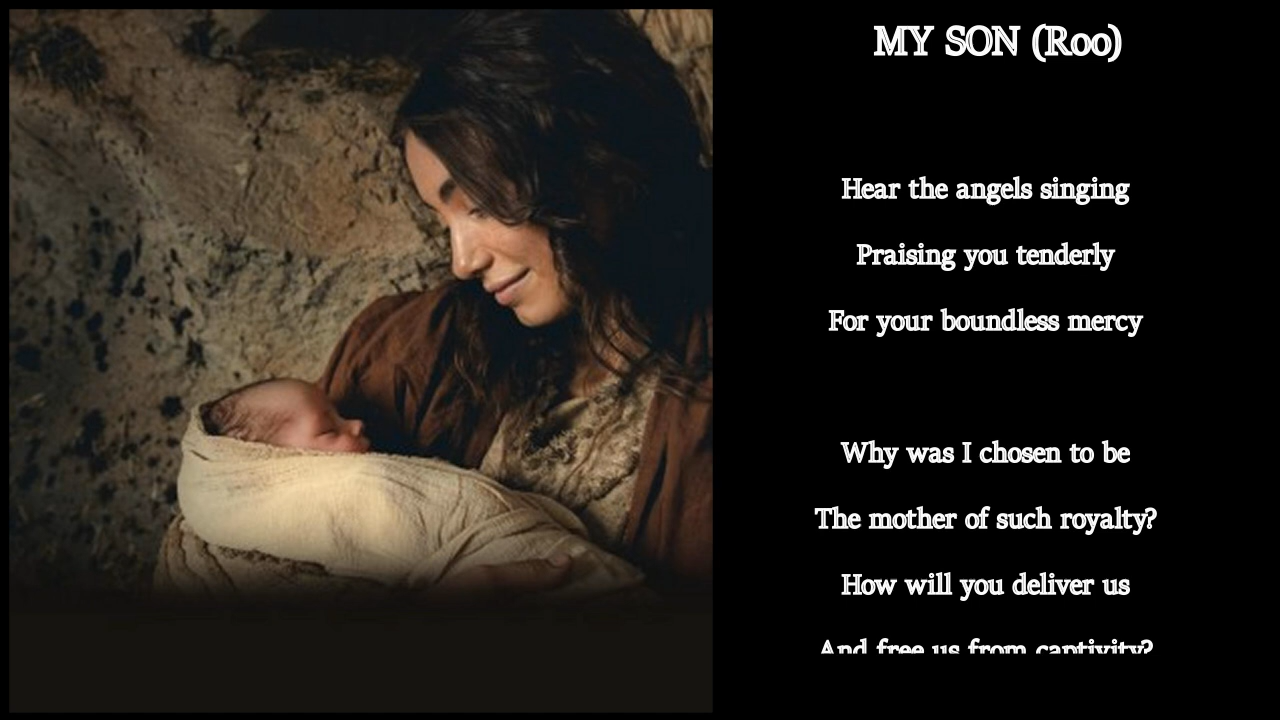 MY SON (Roo)
Hear the angels singing
Praising you tenderly
For your boundless mercy
Why was I chosen to be
The mother of such royalty?
How will you deliver us
And free us from captivity?